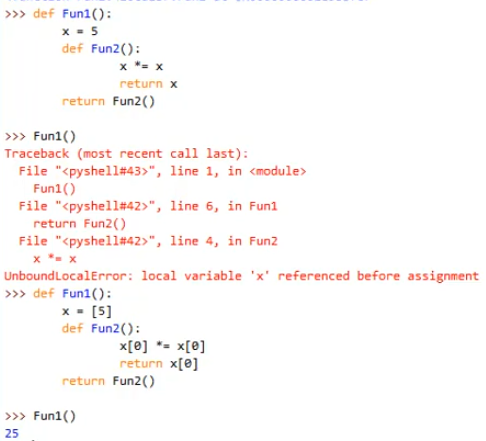 >>> def Fun1():
        x = 5
        def Fun2():
                x *= x
                return x
        return Fun2()

>>> Fun1()
Traceback (most recent call last):
  File "<pyshell#43>", line 1, in <module>
    Fun1()
  File "<pyshell#42>", line 6, in Fun1
    return Fun2()
  File "<pyshell#42>", line 4, in Fun2
    x *= x
UnboundLocalError: local variable 'x' referenced before assignment
>>> def Fun1():
        x = [5]
        def Fun2():
                x[0] *= x[0]
                return x[0]
        return Fun2()

>>> Fun1()
25